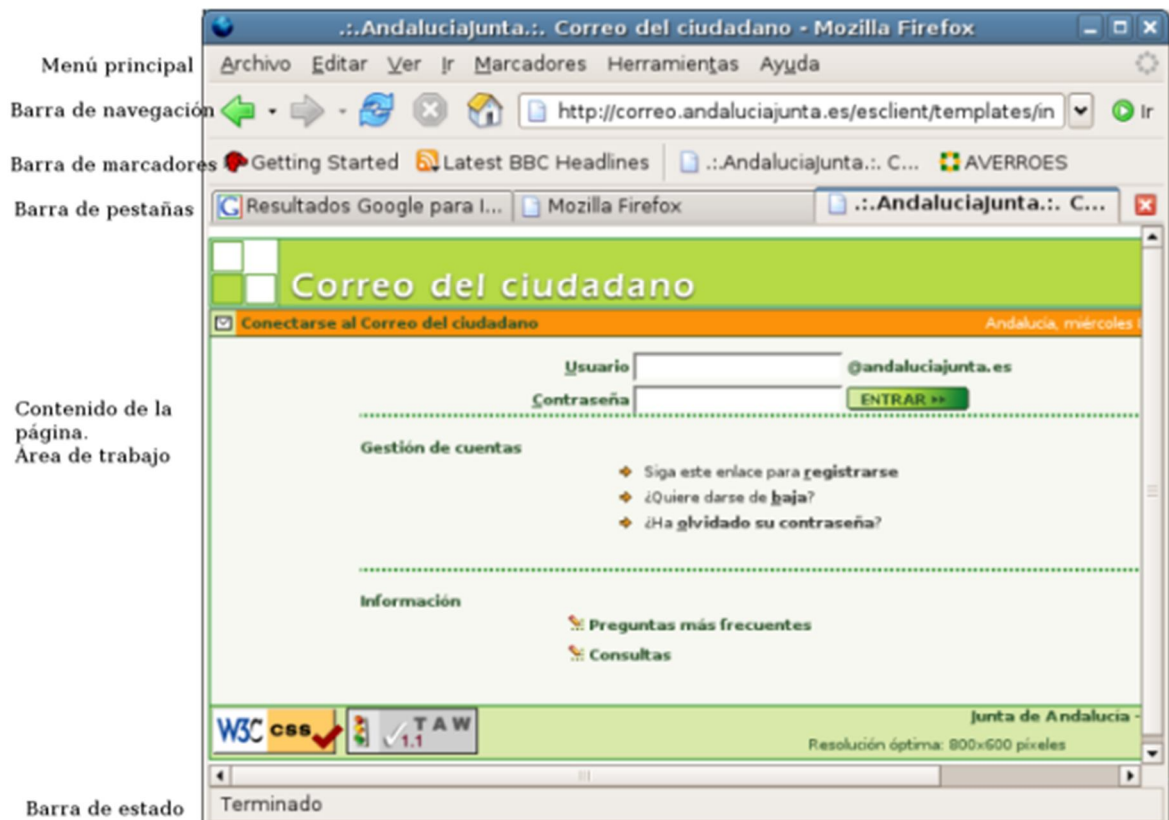 .:.AndaluciaJunta.:. Correo del ciudadano - Mozilla Firefox
Menú principal
Archivo Editar Ver Ir Marcadores Herramientas Ayuda
Barra de navegación
http://correo.andaluciajunta.es/esclient/templates/in
Ir
Barra de marcadores
Getting Started Latest BBC Headlines .:.AndaluciaJunta.:. C... AVERROES
Barra de pestañas
G Resultados Google para I... Mozilla Firefox .:.AndaluciaJunta.:. C...
Correo del ciudadano
Conectarse al Correo del ciudadano
Andalucía, miércoles
Usuario @andaluciajunta.es
Contraseña ENTRAR
Contenido de la
página.
Área de trabajo
Gestión de cuentas
Siga este enlace para registrarse
¿Quiere darse de baja?
¿Ha olvidado su contraseña?
Información
Preguntas más frecuentes
Consultas
W3C css TAW
1.1
Junta de Andalucia -
Resolución óptima: 800x600 píxeles
Barra de estado
Terminado